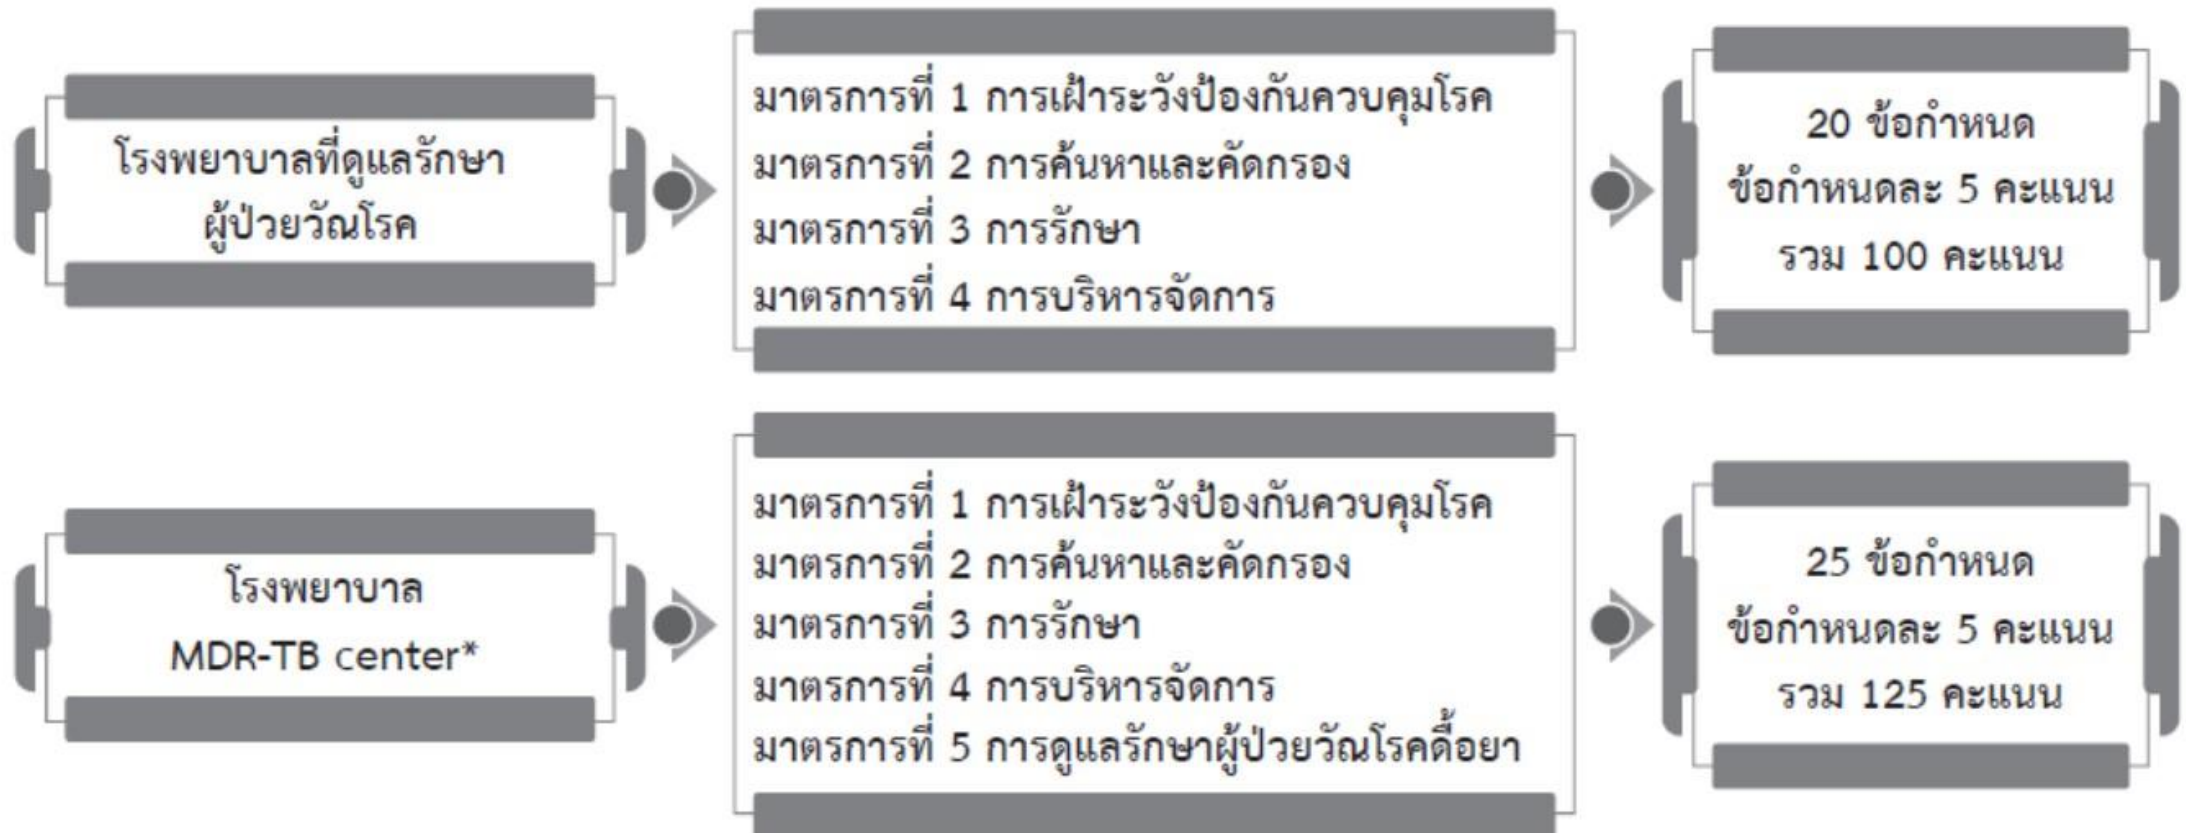 โรงพยาบาลที่ดูแลรักษา
ผู้ป่วยวัณโรค
มาตรการที่ 1 การเฝ้าระวังป้องกันควบคุมโรค
มาตรการที่ 2 การค้นหาและคัดกรอง
มาตรการที่ 3 การรักษา
มาตรการที่ 4 การบริหารจัดการ
20 ข้อกำหนด
ข้อกำหนดละ 5 คะแนน
รวม 100 คะแนน
โรงพยาบาล
MDR-TB center*
มาตรการที่ 1 การเฝ้าระวังป้องกันควบคุมโรค
มาตรการที่ 2 การค้นหาและคัดกรอง
มาตรการที่ 3 การรักษา
มาตรการที่ 4 การบริหารจัดการ
มาตรการที่ 5 การดูแลรักษาผู้ป่วยวัณโรคดื้อยา
25 ข้อกำหนด
ข้อกำหนดละ 5 คะแนน
รวม 125 คะแนน